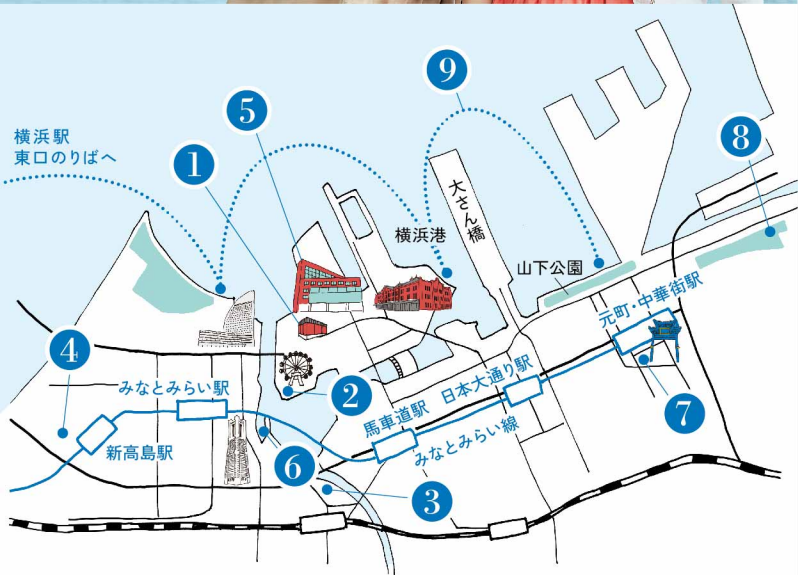 9
5
8
横浜駅
東口のりばへ
1
大さん橋
横浜港
山下公園
元町・中華街駅
4
みなとみらい駅
2
馬車道駅
日本大通り駅
7
新高島駅
みなとみらい線
6
3